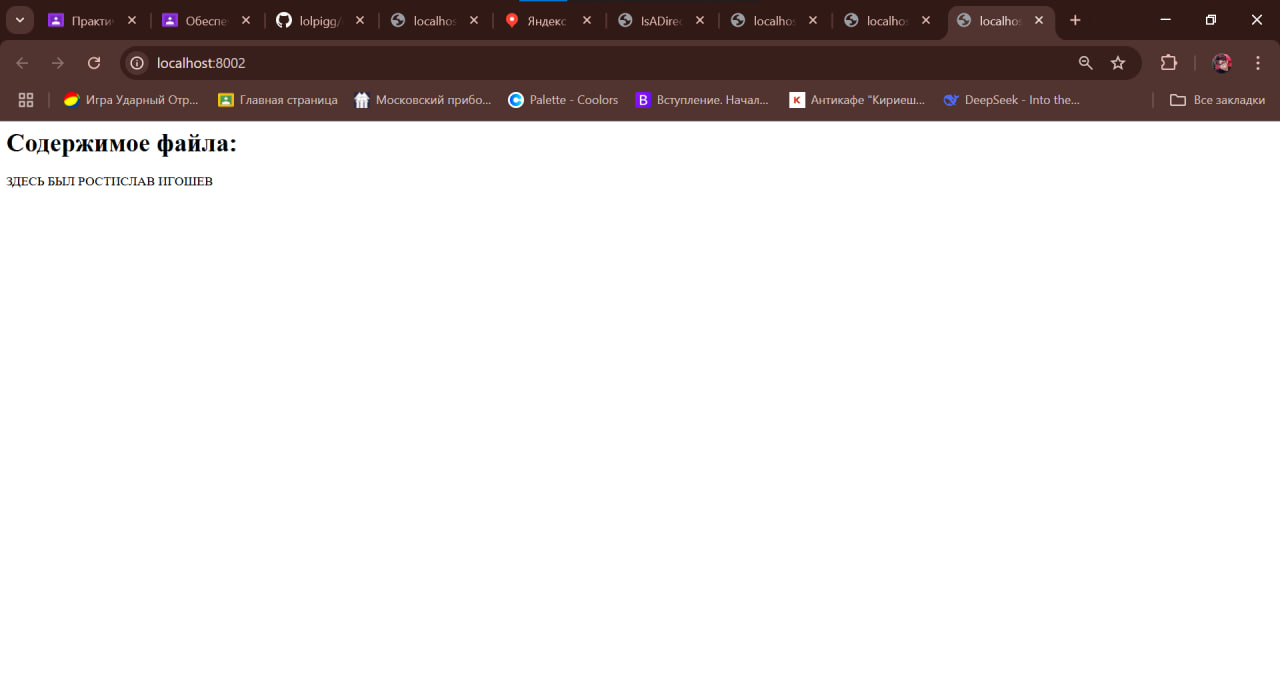 Практич
Обеспе
lolpigg/
localhos
Яндекс
IsADirec
localhos
localhos
localhos
localhost:8002
Игра Ударный Отр...
Главная страница
Московский прибо...
Palette - Coolors
B Вступление. Начал...
K Антикафе "Кириеш...
DeepSeek - Into the...
Все закладки
Содержимое файла:
ЗДЕСЬ БЫЛ РОСТИСЛАВ ИГОШЕВ